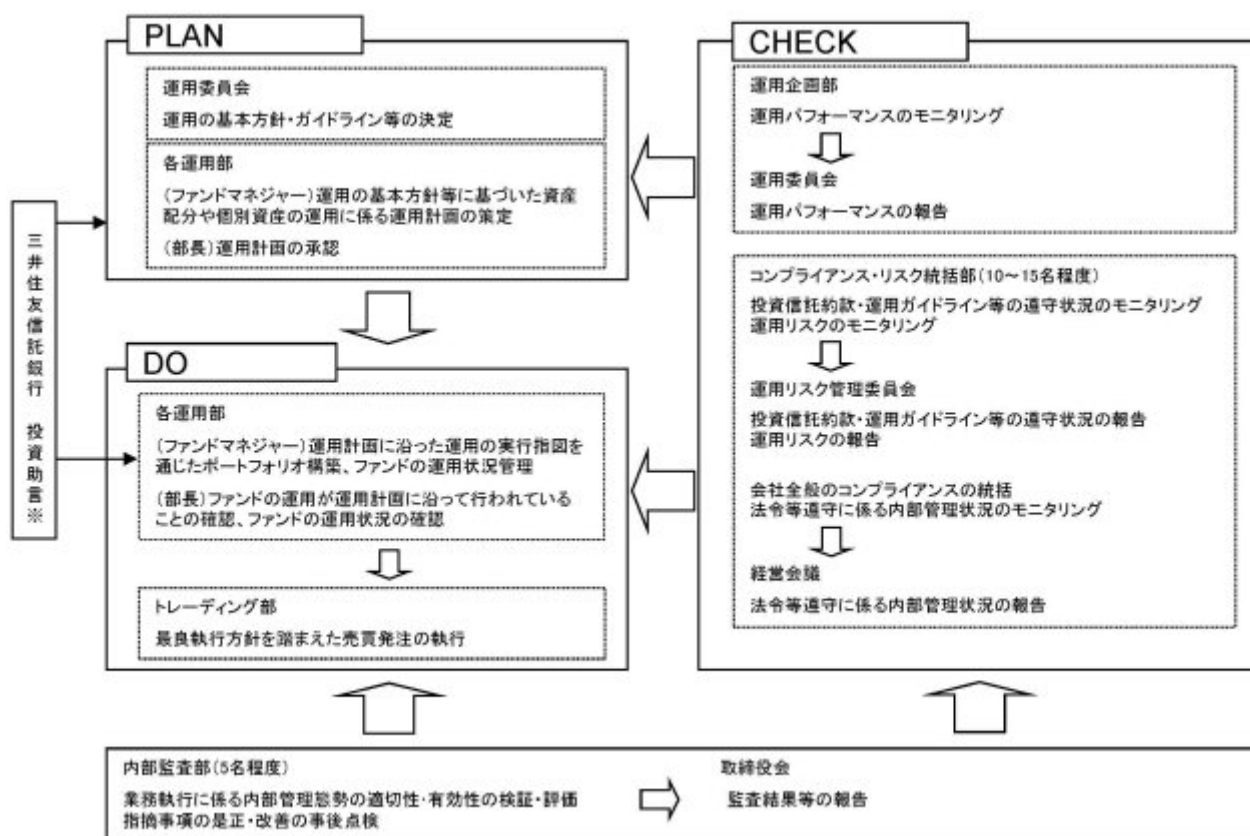 PLAN
運用委員会
運用の基本方針・ガイドライン等の決定
各運用部
(ファンドマネジャー)運用の基本方針等に基づいた資産
配分や個別資産の運用に係る運用計画の策定
(部長)運用計画の承認
三井住友信託銀行 投資助言※
DO
各運用部
(ファンドマネジャー)運用計画に沿った運用の実行指図を
通じたポートフォリオ構築、ファンドの運用状況管理
(部長)ファンドの運用が運用計画に沿って行われている
ことの確認、ファンドの運用状況の確認
トレーディング部
最良執行方針を踏まえた売買発注の執行
CHECK
運用企画部
運用パフォーマンスのモニタリング
運用委員会
運用パフォーマンスの報告
コンプライアンス・リスク統括部(10～15名程度)
投資信託約款・運用ガイドライン等の遵守状況のモニタリング
運用リスクのモニタリング
運用リスク管理委員会
投資信託約款・運用ガイドライン等の遵守状況の報告
運用リスクの報告
会社全般のコンプライアンスの統括
法令等遵守に係る内部管理状況のモニタリング
経営会議
法令等遵守に係る内部管理状況の報告
内部監査部(5名程度)
業務執行に係る内部管理態勢の適切性・有効性の検証・評価
指摘事項の是正・改善の事後点検
取締役会
監査結果等の報告